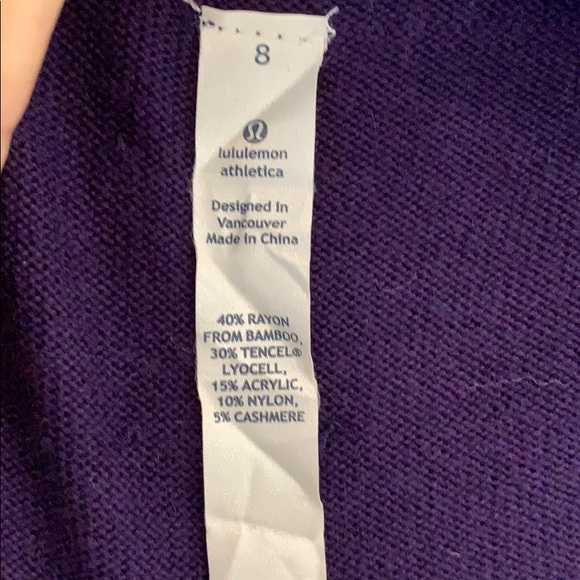 8
lululemon
athletica
Designed in
Vancouver
Made in China
40% RAYON
FROM BAMBOO,
30% TENCEL®
LYOCELL,
15% ACRYLIC,
10% NYLON,
5% CASHMERE